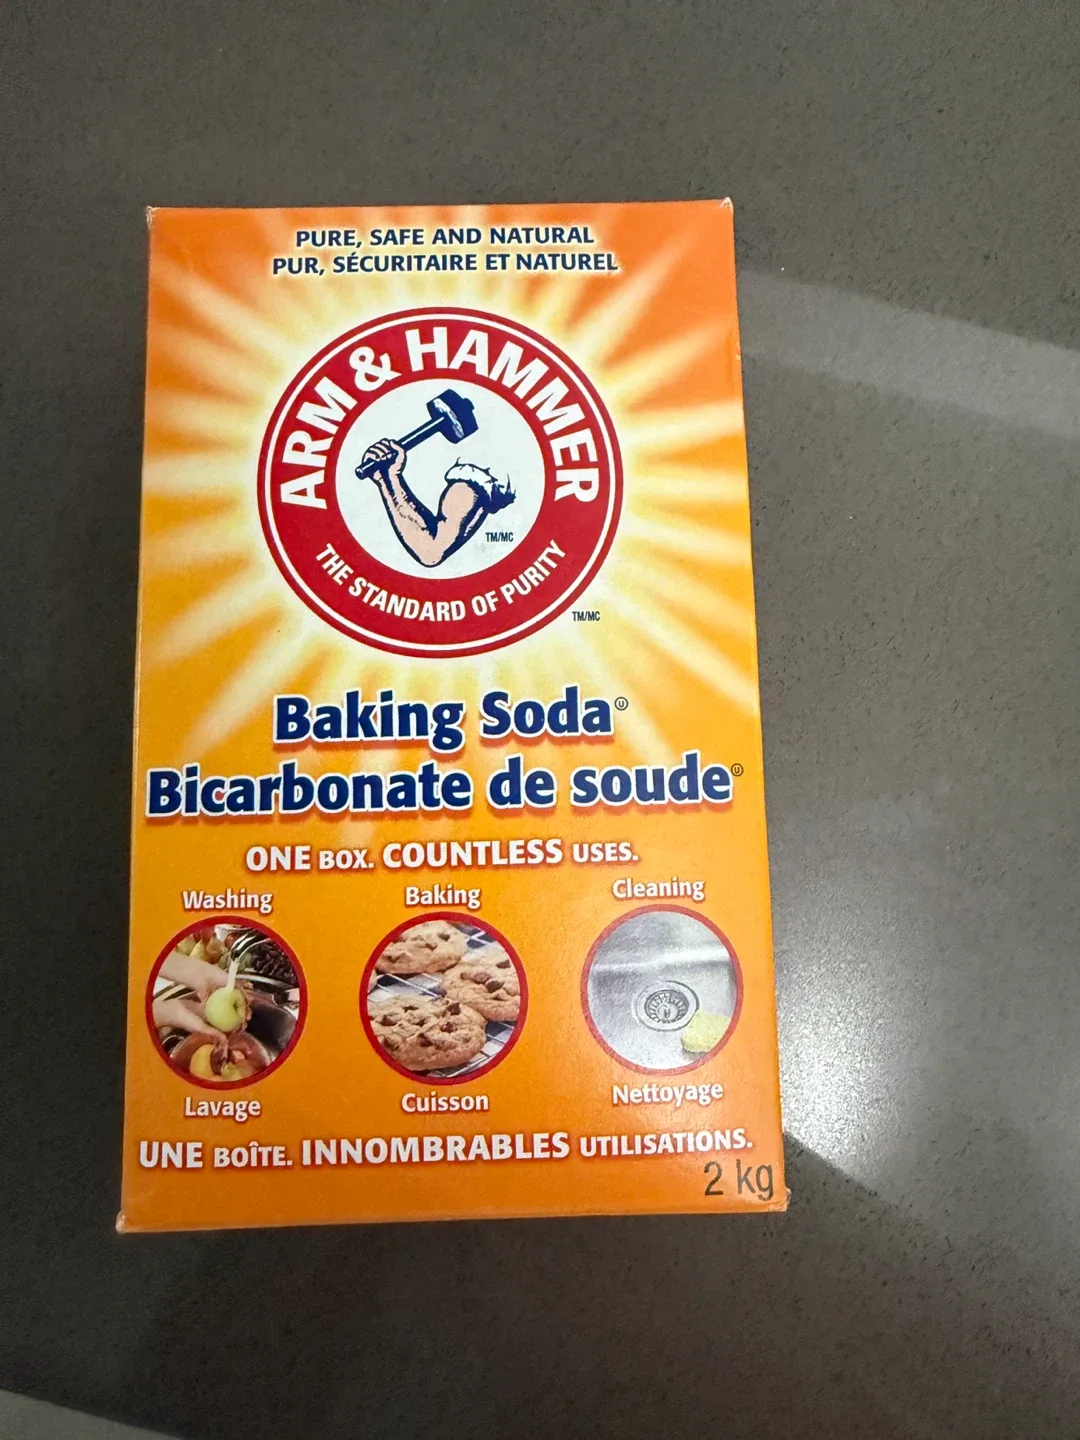 PURE, SAFE AND NATURAL
PUR, SÉCURITAIRE ET NATUREL
ARM & HAMMER
TM/MC
THE STANDARD OF PURITY
TM/MC
Baking Soda Ⓤ
Bicarbonate de soude Ⓤ
ONE BOX. COUNTLESS USES.
Washing Baking Cleaning
Lavage Cuisson Nettoyage
UNE BOÎTE. INNOMBRABLES UTILISATIONS.
2 kg